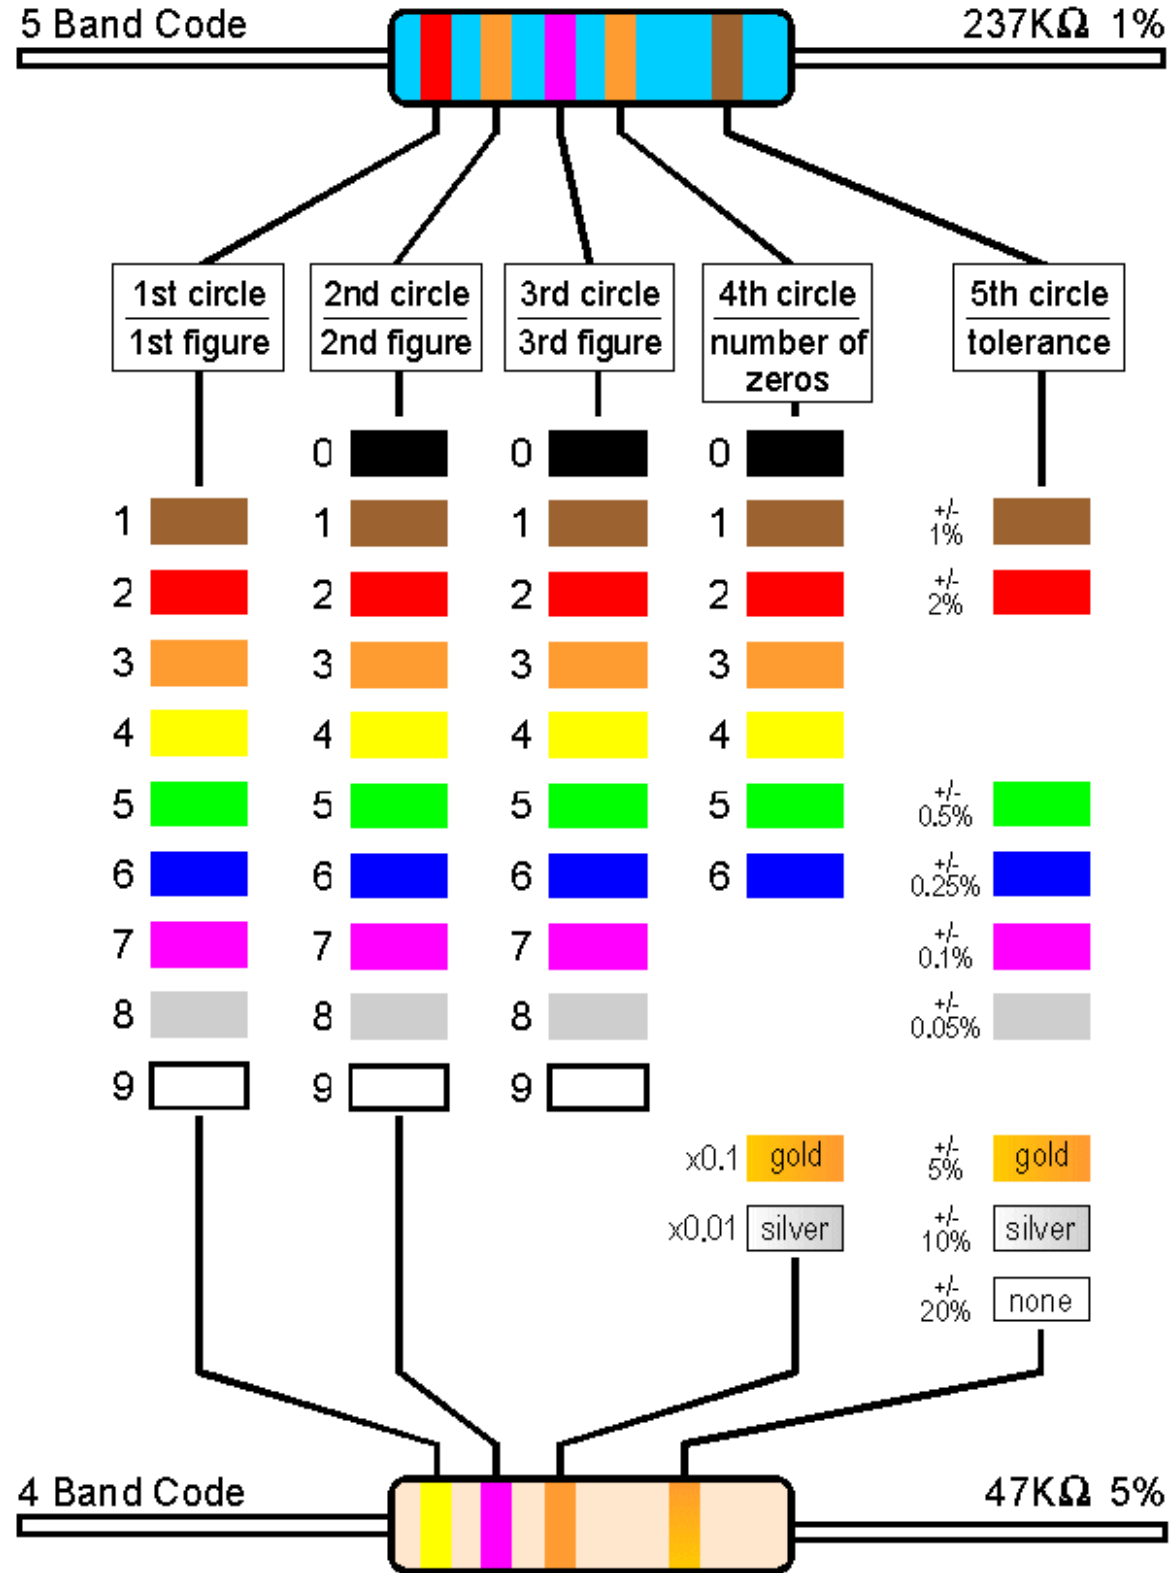 5 Band Code 237KΩ 1%
1st circle 2nd circle 3rd circle 4th circle 5th circle
1st figure 2nd figure 3rd figure number of zeros tolerance
0 0 0
1 1 1 1 +/- 1%
2 2 2 2 +/- 2%
3 3 3 3
4 4 4 4
5 5 5 5 +/- 0.5%
6 6 6 6 +/- 0.25%
7 7 7 +/- 0.1%
8 8 8 +/- 0.05%
9 9 9
x0.1 gold +/- 5% gold
x0.01 silver +/- 10% silver
+/- 20% none
4 Band Code 47KΩ 5%